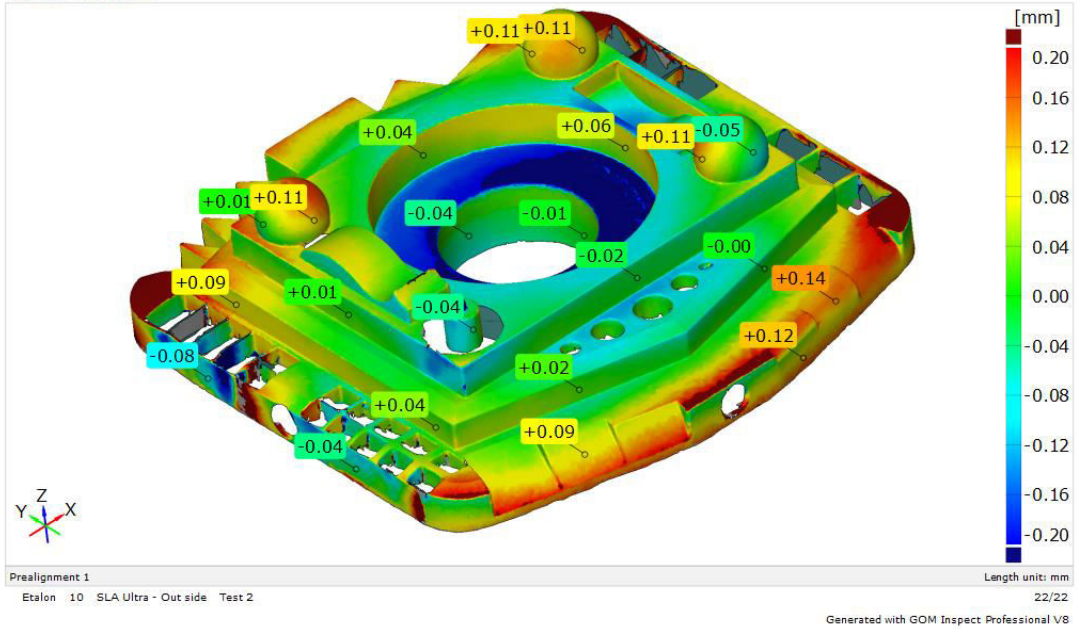 [mm]
+0.11 +0.11
0.20
0.16
+0.04 +0.06 +0.11 -0.05
0.12
0.08
+0.01 +0.11 -0.04 -0.01
0.04
-0.02 -0.00
0.00
+0.09 +0.01 -0.04 +0.14
-0.04
-0.08 +0.12
-0.08
+0.02
+0.04
-0.12
-0.04 +0.09
-0.16
Z
Y X
-0.20
Prealignment 1 Length unit: mm
Etalon 10 SLA Ultra - Out side Test 2 22/22
Generated with GOM Inspect Professional V8